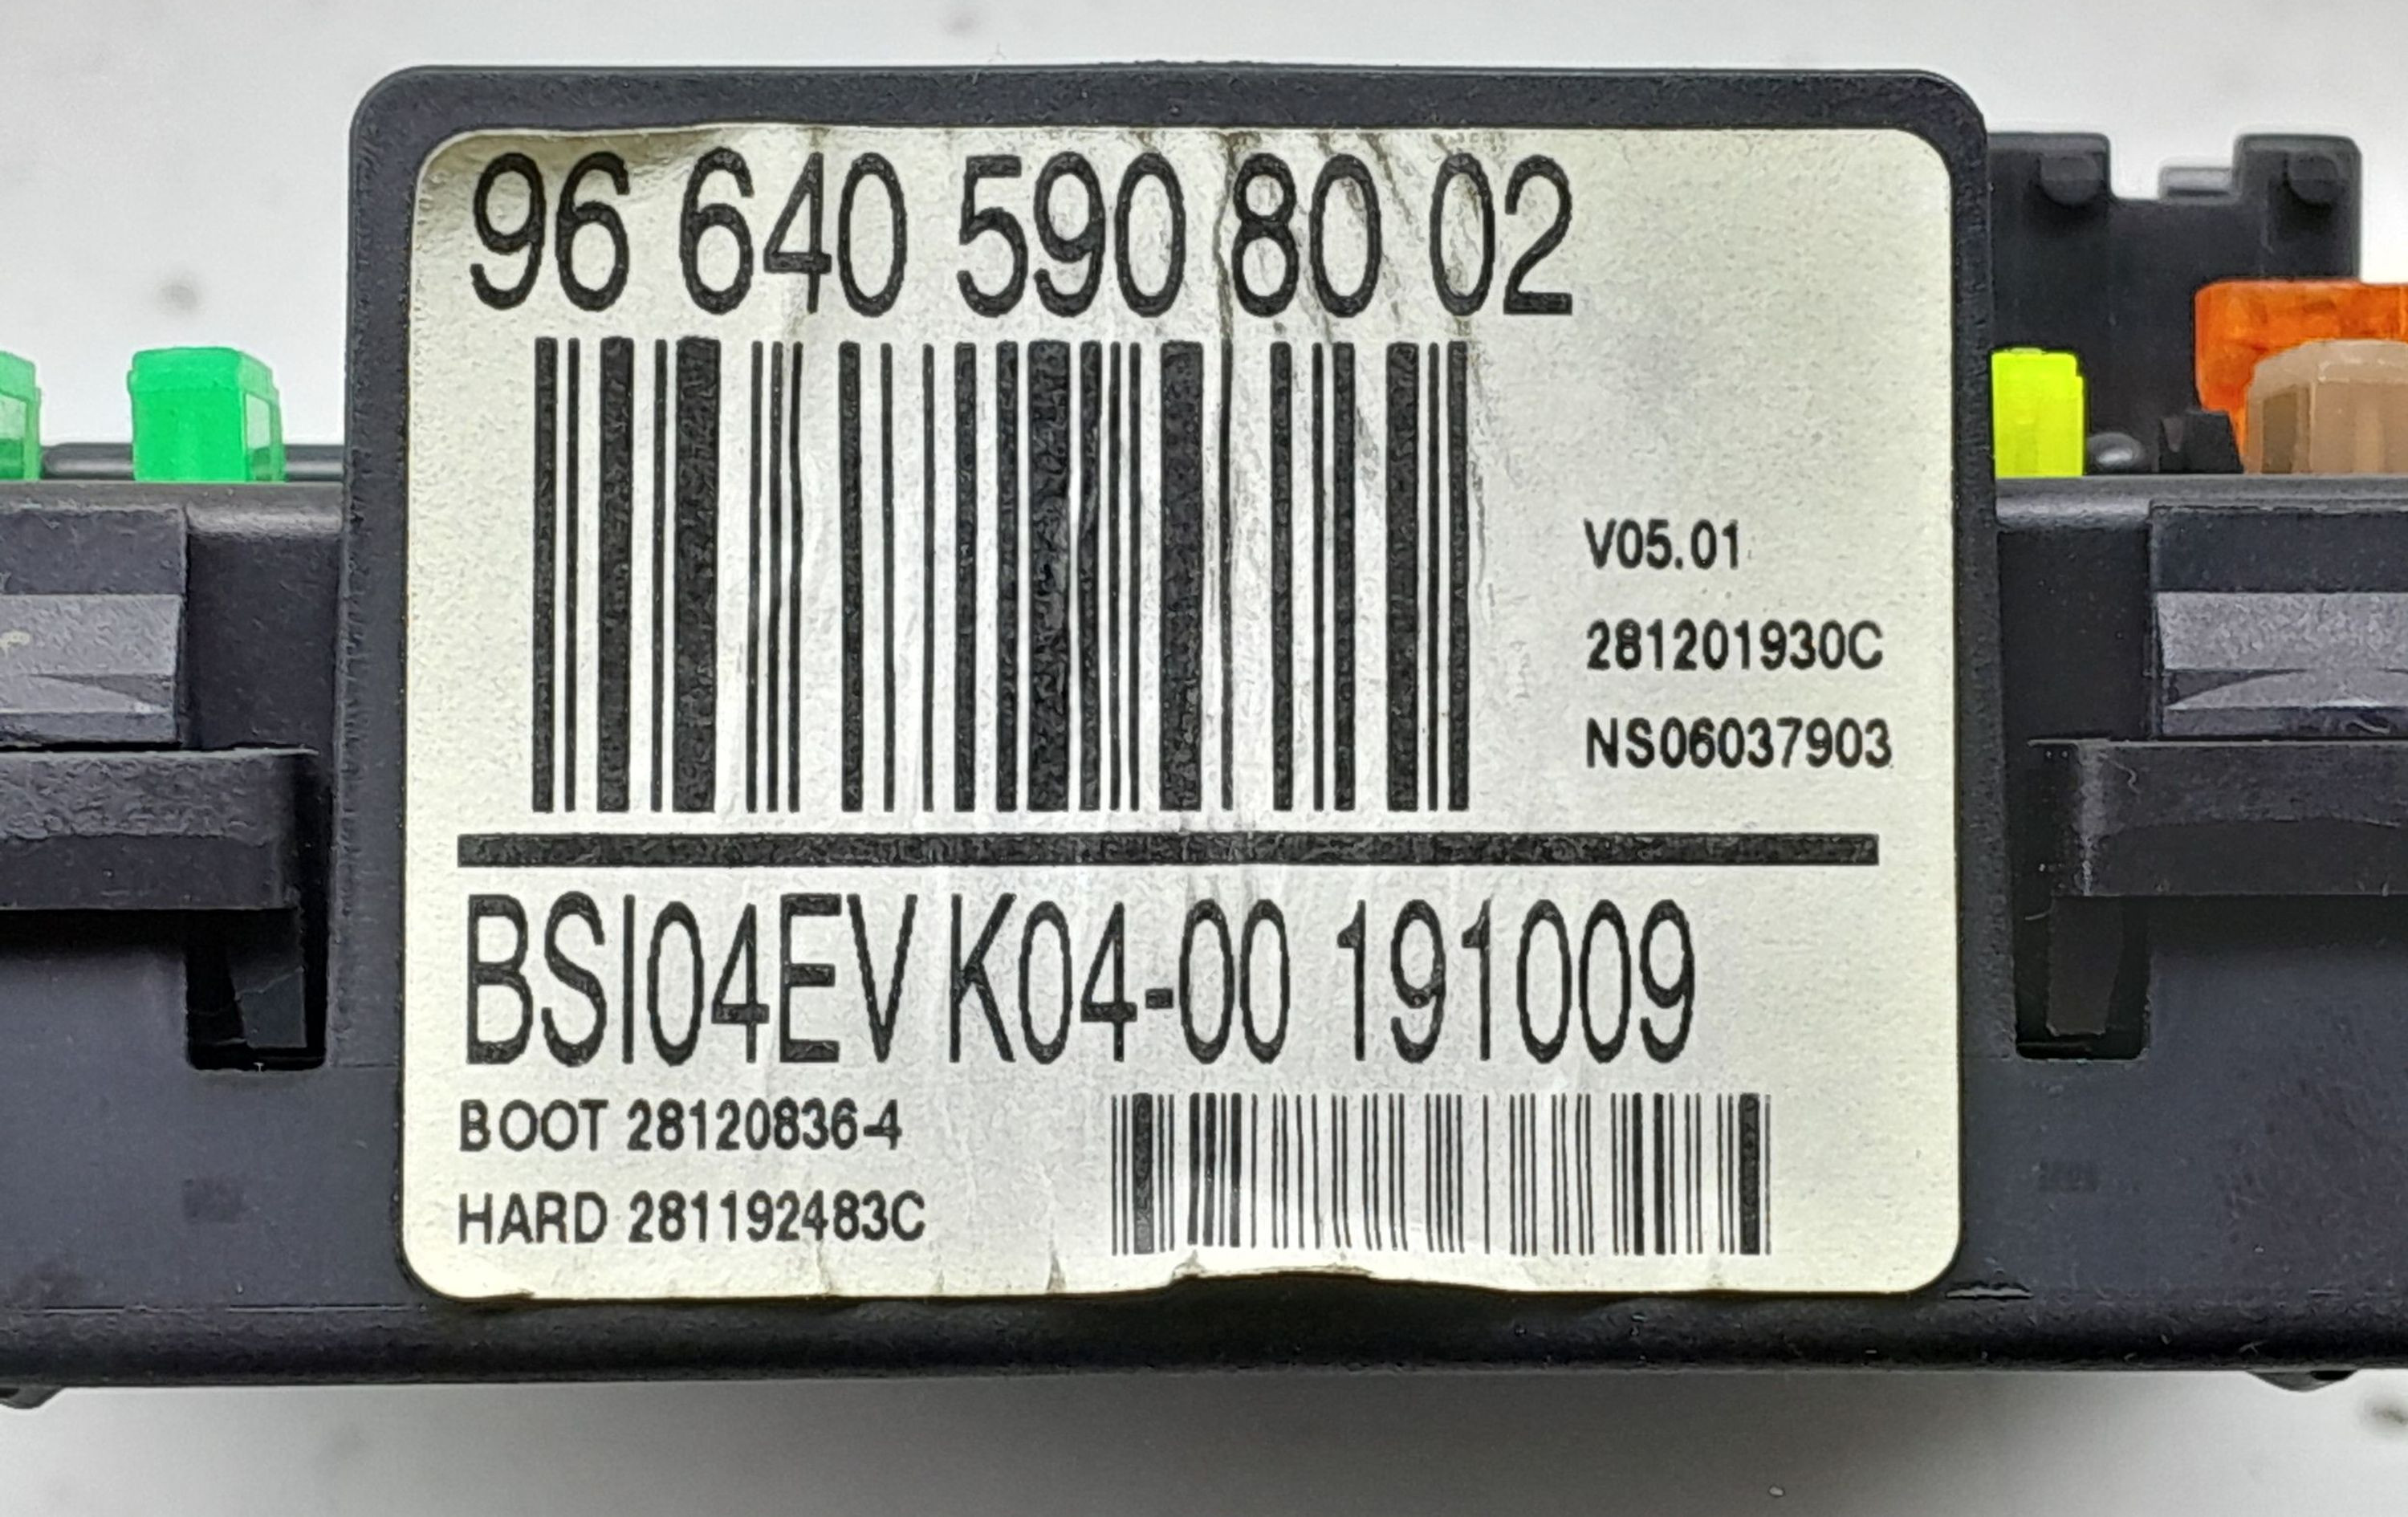 96 640 590 80 02
V05.01
281201930C
NS06037903
BSI04EV K04-00 191009
BOOT 28120836-4
HARD 281192483C